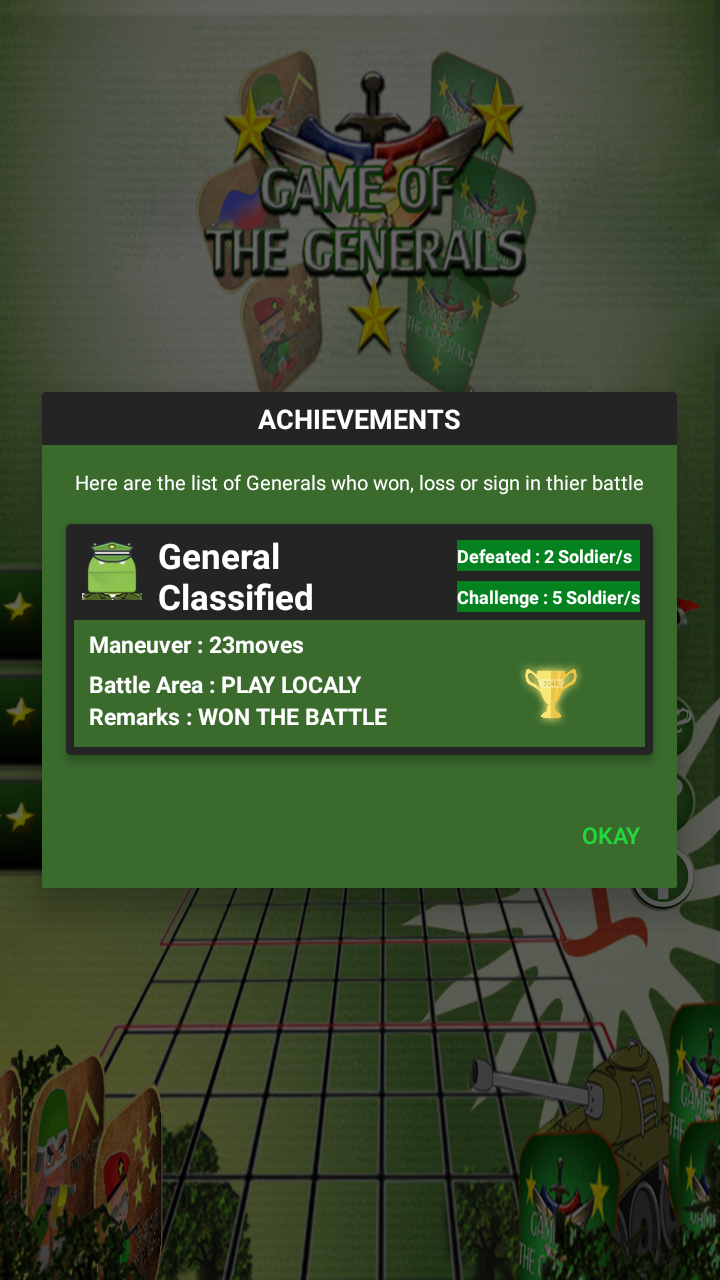 GAME OF
THE GENERALS
ACHIEVEMENTS
Here are the list of Generals who won, loss or sign in thier battle
General
Classified
Defeated : 2 Soldier/s
Challenge : 5 Soldier/s
Maneuver : 23moves
Battle Area : PLAY LOCALY
Remarks : WON THE BATTLE
OKAY